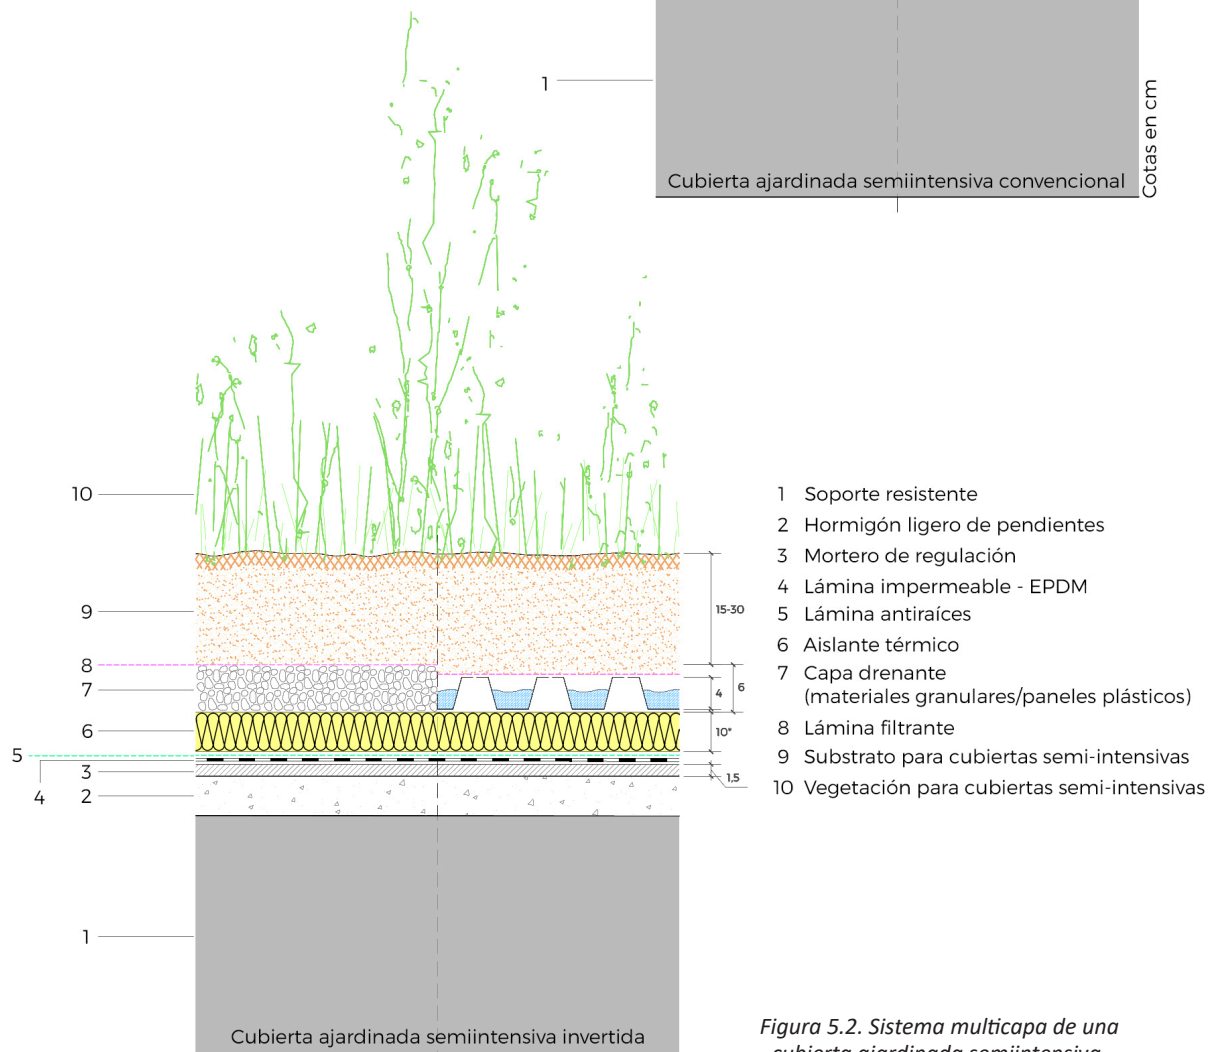 1
Cubierta ajardinada semiintensiva convencional
Cotas en cm
10
9
8
7
6
5
3
4
2
1
15-30
4
6
10*
1,5
Cubierta ajardinada semiintensiva invertida
1 Soporte resistente
2 Hormigón ligero de pendientes
3 Mortero de regulación
4 Lámina impermeable - EPDM
5 Lámina antiraíces
6 Aislante térmico
7 Capa drenante
(materiales granulares/paneles plásticos)
8 Lámina filtrante
9 Substrato para cubiertas semi-intensivas
10 Vegetación para cubiertas semi-intensivas
Figura 5.2. Sistema multicapa de una
cubierta ajardinada semiintensiva